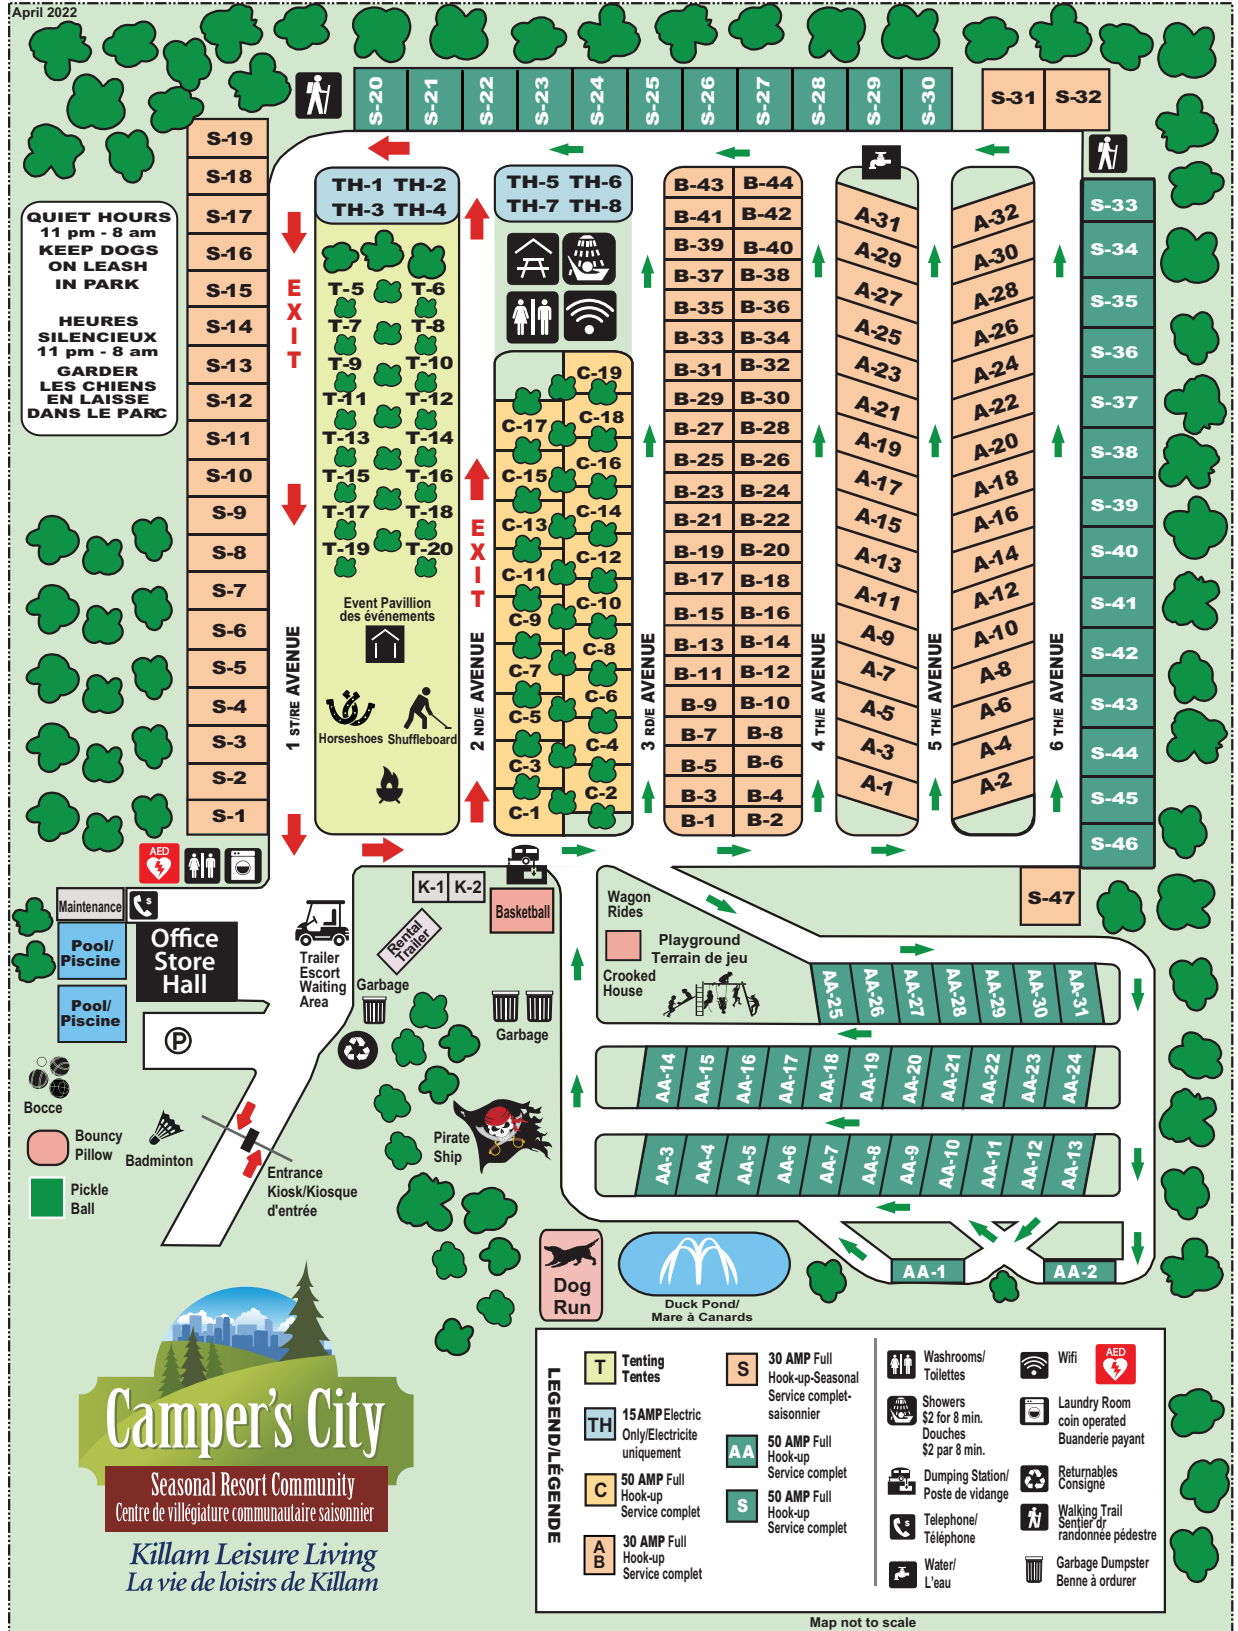 April 2022
S-20
S-21
S-22
S-23
S-24
S-25
S-26
S-27
S-28
S-29
S-30
S-31
S-32
S-19
S-18
S-17
S-16
S-15
S-14
S-13
S-12
S-11
S-10
S-9
S-8
S-7
S-6
S-5
S-4
S-3
S-2
S-1
QUIET HOURS
11 pm - 8 am
KEEP DOGS
ON LEASH
IN PARK
HEURES
SILENCIEUX
11 pm - 8 am
GARDER
LES CHIENS
EN LAISSE
DANS LE PARC
EXIT
1 ST/RE AVENUE
TH-1 TH-2
TH-3 TH-4
T-5 T-6
T-7 T-8
T-9 T-10
T-11 T-12
T-13 T-14
T-15 T-16
T-17 T-18
T-19 T-20
Event Pavillion
des événements
Horseshoes
Shuffleboard
EXIT
2 ND/E AVENUE
TH-5 TH-6
TH-7 TH-8
C-19
C-18
C-17
C-16
C-15
C-14
C-13
C-12
C-11
C-10
C-9
C-8
C-7
C-6
C-5
C-4
C-3
C-2
C-1
3 RD/E AVENUE
B-43 B-44
B-41 B-42
B-39 B-40
B-37 B-38
B-35 B-36
B-33 B-34
B-31 B-32
B-29 B-30
B-27 B-28
B-25 B-26
B-23 B-24
B-21 B-22
B-19 B-20
B-17 B-18
B-15 B-16
B-13 B-14
B-11 B-12
B-9 B-10
B-7 B-8
B-5 B-6
B-3 B-4
B-1 B-2
4 TH/E AVENUE
A-31
A-29
A-27
A-25
A-23
A-21
A-19
A-17
A-15
A-13
A-11
A-9
A-7
A-5
A-3
A-1
5 TH/E AVENUE
A-32
A-30
A-28
A-26
A-24
A-22
A-20
A-18
A-16
A-14
A-12
A-10
A-8
A-6
A-4
A-2
6 TH/E AVENUE
S-33
S-34
S-35
S-36
S-37
S-38
S-39
S-40
S-41
S-42
S-43
S-44
S-45
S-46
S-47
AED
Maintenance
$
Pool/
Piscine
Pool/
Piscine
Office
Store
Hall
P
Trailer
Escort
Waiting
Area
K-1 K-2
Rental
Trailer
Garbage
Basketball
Garbage
Wagon
Rides
Crooked
House
Playground
Terrain de jeu
AA-25
AA-26
AA-27
AA-28
AA-29
AA-30
AA-31
AA-14
AA-15
AA-16
AA-17
AA-18
AA-19
AA-20
AA-21
AA-22
AA-23
AA-24
AA-3
AA-4
AA-5
AA-6
AA-7
AA-8
AA-9
AA-10
AA-11
AA-12
AA-13
AA-1
AA-2
Bocce
Bouncy
Pillow
Badminton
Pickle
Ball
Entrance
Kiosk/Kiosque
d'entrée
Pirate
Ship
Dog
Run
Duck Pond/
Mare à Canards
Camper's City
Seasonal Resort Community
Centre de villégiature communautaire saisonnier
Killam Leisure Living
La vie de loisirs de Killam
LEGEND/LÉGENDE
T
Tenting
Tentes
TH
15 AMP Electric
Only/Electricite
uniquement
C
50 AMP Full
Hook-up
Service complet
A
B
30 AMP Full
Hook-up
Service complet
S
30 AMP Full
Hook-up-Seasonal
Service complet-
saisonnier
AA
50 AMP Full
Hook-up
Service complet
S
50 AMP Full
Hook-up
Service complet
Washrooms/
Toilettes
Showers
$2 for 8 min.
Douches
$2 par 8 min.
Dumping Station/
Poste de vidange
$
Telephone/
Téléphone
Water/
L'eau
Wifi
AED
Laundry Room
coin operated
Buanderie payant
Returnables
Consigné
Walking Trail
Sentier dr
randonnée pédestre
Garbage Dumpster
Benne à ordurer
Map not to scale